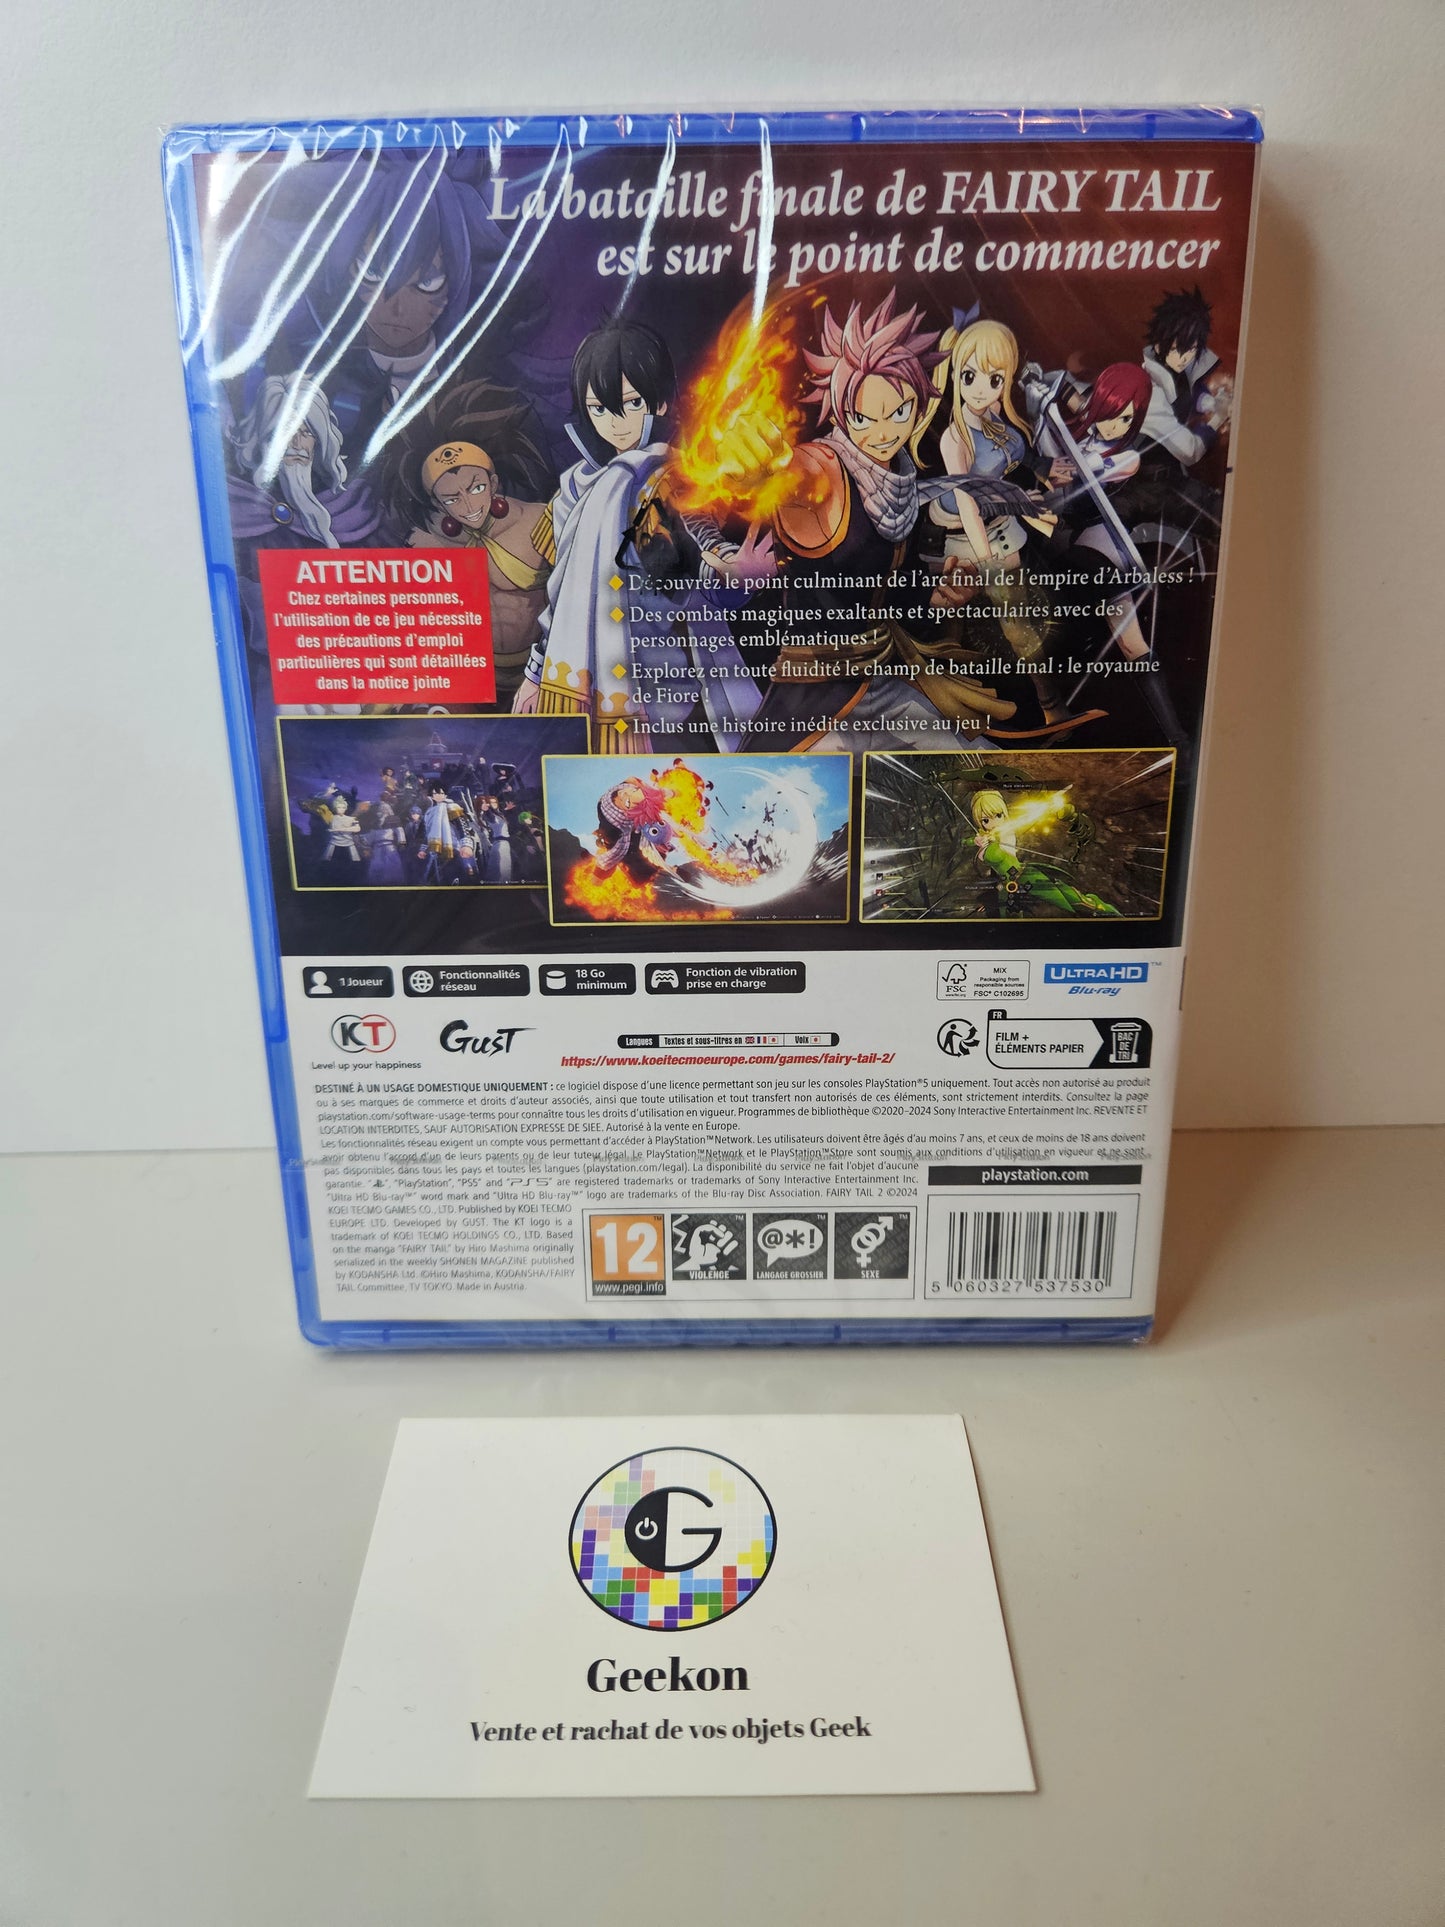 La bataille finale de FAIRY TAIL
est sur le point de commencer
ATTENTION
Chez certaines personnes,
l'utilisation de ce jeu nécessite
des précautions d'emploi
particulières qui sont détaillées
dans la notice jointe
Découvrez le point culminant de l'arc final de l'empire d'Arbaless !
Des combats magiques exaltants et spectaculaires avec des
personnages emblématiques !
Explorez en toute fluidité le champ de bataille final : le royaume
de Fiore !
Inclus une histoire inédite exclusive au jeu !
1 Joueur
Fonctionnalités
réseau
18 Go
minimum
Fonction de vibration
prise en charge
FSC
www.fsc.org
MIX
Packaging from
responsible sources
FSC® C102695
ULTRA HD™
Blu-ray
KT
Level up your happiness
GUST
Langues Textes et sous-titres en Voix
https://www.koeitecmoeurope.com/games/fairy-tail-2/
FR
FILM +
ÉLÉMENTS PAPIER
BAC
DE
TRI
DESTINÉ À UN USAGE DOMESTIQUE UNIQUEMENT : ce logiciel dispose d'une licence permettant son jeu sur les consoles PlayStation®5 uniquement. Tout accès non autorisé au produit
ou à ses marques de commerce et droits d'auteur associés, ainsi que toute utilisation et tout transfert non autorisés de ces éléments, sont strictement interdits. Consultez la page
playstation.com/software-usage-terms pour connaître tous les droits d'utilisation en vigueur. Programmes de bibliothèque ©2020-2024 Sony Interactive Entertainment Inc. REVENTE ET
LOCATION INTERDITES, SAUF AUTORISATION EXPRESSE DE SIEE. Autorisé à la vente en Europe.
Les fonctionnalités réseau exigent un compte vous permettant d'accéder à PlayStation™Network. Les utilisateurs doivent être âgés d'au moins 7 ans, et ceux de moins de 18 ans doivent
avoir obtenu l'accord d'un de leurs parents ou de leur tuteur légal. Le PlayStation™Network et le PlayStation™Store sont soumis aux conditions d'utilisation en vigueur et ne sont
pas disponibles dans tous les pays et toutes les langues (playstation.com/legal). La disponibilité du service ne fait l'objet d'aucune
garantie. "PlayStation", "PS5" and "PS5" are registered trademarks or trademarks of Sony Interactive Entertainment Inc.
"Ultra HD Blu-ray™" word mark and "Ultra HD Blu-ray™" logo are trademarks of the Blu-ray Disc Association. FAIRY TAIL 2 ©2024
KOEI TECMO GAMES CO., LTD. Published by KOEI TECMO
EUROPE LTD. Developed by GUST. The KT logo is a
trademark of KOEI TECMO HOLDINGS CO., LTD. Based
on the manga "FAIRY TAIL" by Hiro Mashima originally
serialized in the weekly SHONEN MAGAZINE published
by KODANSHA Ltd. ©Hiro Mashima, KODANSHA/FAIRY
TAIL Committee, TV TOKYO. Made in Austria.
playstation.com
12
www.pegi.info
VIOLENCE
@*!
LANGAGE GROSSIER
SEXE
5 060327 537530
G
Geekon
Vente et rachat de vos objets Geek